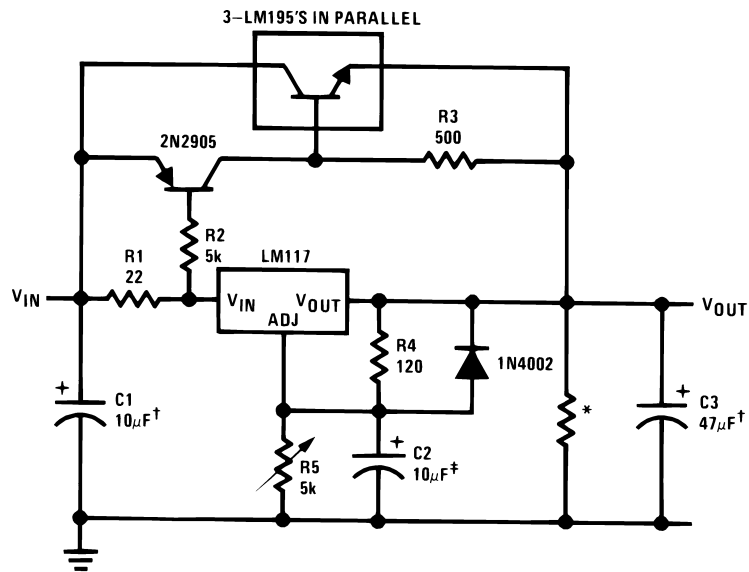 3–LM195'S IN PARALLEL
2N2905
R3
500
R2
5k
R1
22
LM117
VIN
VIN
VOUT
ADJ
VOUT
R4
120
1N4002
+
C1
10μF†
R5
5k
+
C2
10μF‡
*
+
C3
47μF†